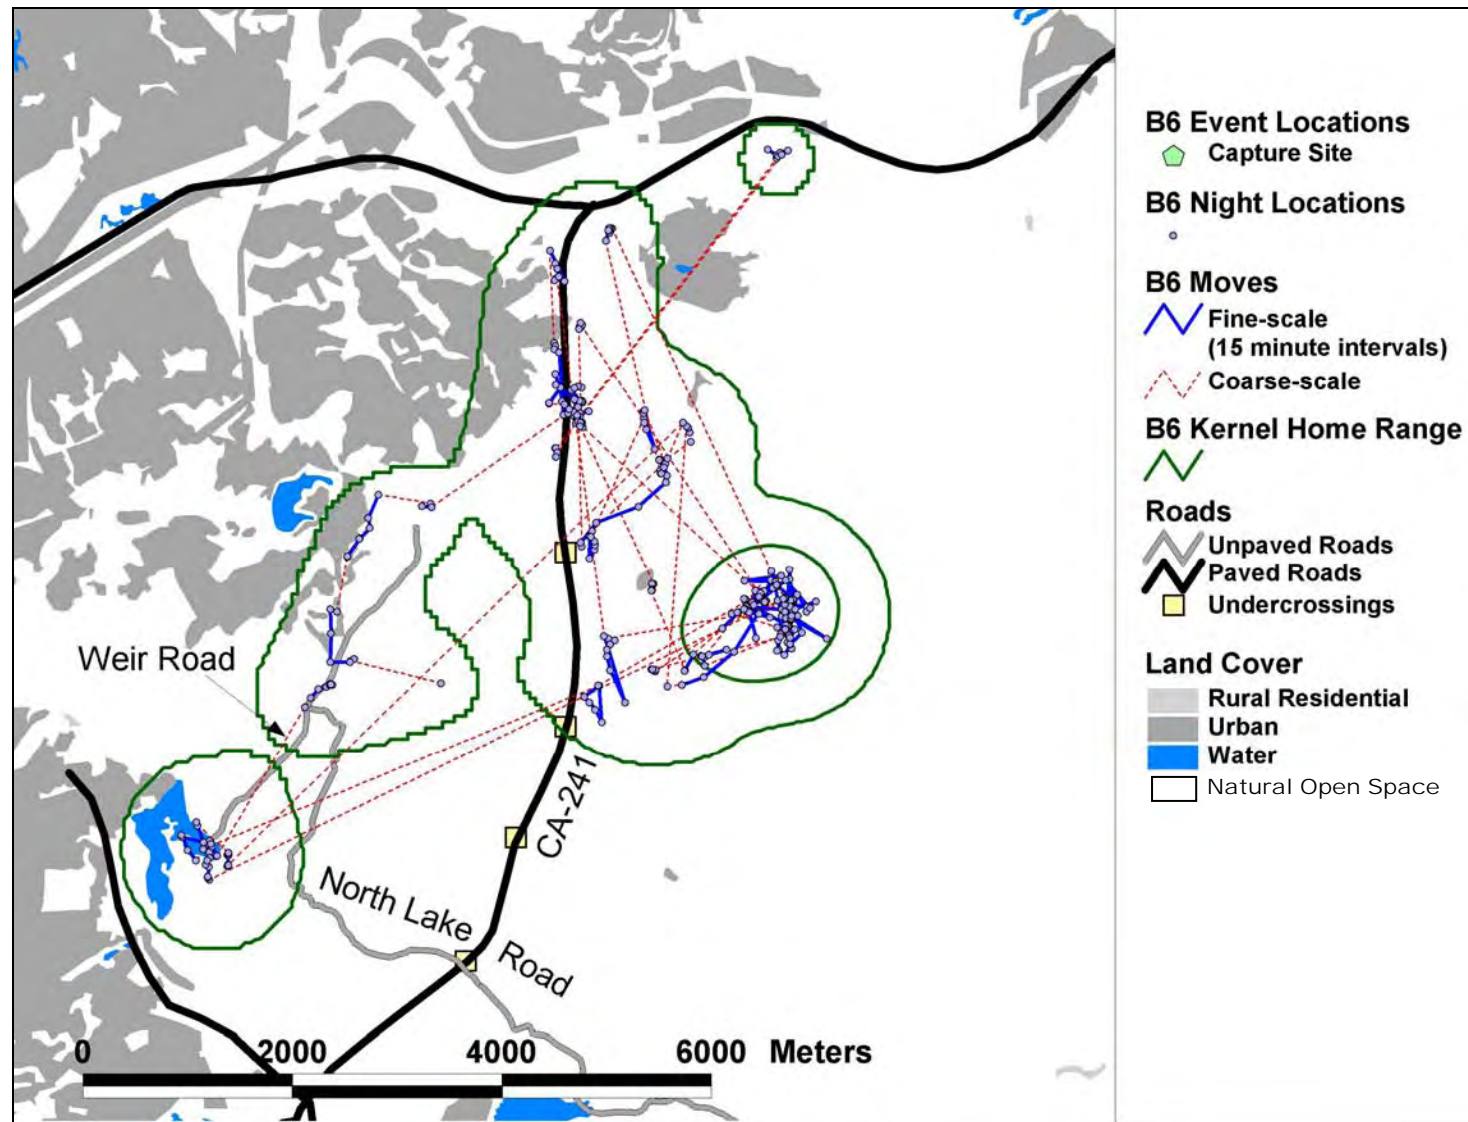 B6 Event Locations
Capture Site
B6 Night Locations
B6 Moves
Fine-scale
(15 minute intervals)
Coarse-scale
B6 Kernel Home Range
Roads
Unpaved Roads
Paved Roads
Undercrossings
Land Cover
Rural Residential
Urban
Water
Natural Open Space
Weir Road
CA-241
North Lake Road
0 2000 4000 6000 Meters